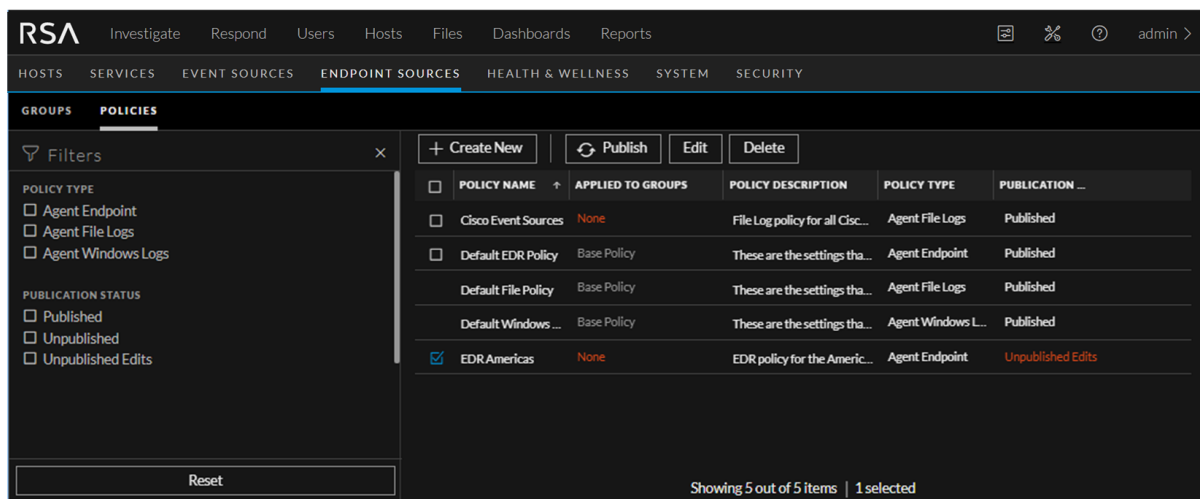 RSA Investigate Respond Users Hosts Files Dashboards Reports admin
HOSTS SERVICES EVENT SOURCES ENDPOINT SOURCES HEALTH & WELLNESS SYSTEM SECURITY
GROUPS POLICIES
Filters
POLICY TYPE
Agent Endpoint
Agent File Logs
Agent Windows Logs
PUBLICATION STATUS
Published
Unpublished
Unpublished Edits
Reset
Create New Publish Edit Delete
POLICY NAME APPLIED TO GROUPS POLICY DESCRIPTION POLICY TYPE PUBLICATION ...
Cisco Event Sources None File Log policy for all Cisc... Agent File Logs Published
Default EDR Policy Base Policy These are the settings tha... Agent Endpoint Published
Default File Policy Base Policy These are the settings tha... Agent File Logs Published
Default Windows ... Base Policy These are the settings tha... Agent Windows L... Published
EDR Americas None EDR policy for the Americ... Agent Endpoint Unpublished Edits
Showing 5 out of 5 items | 1 selected